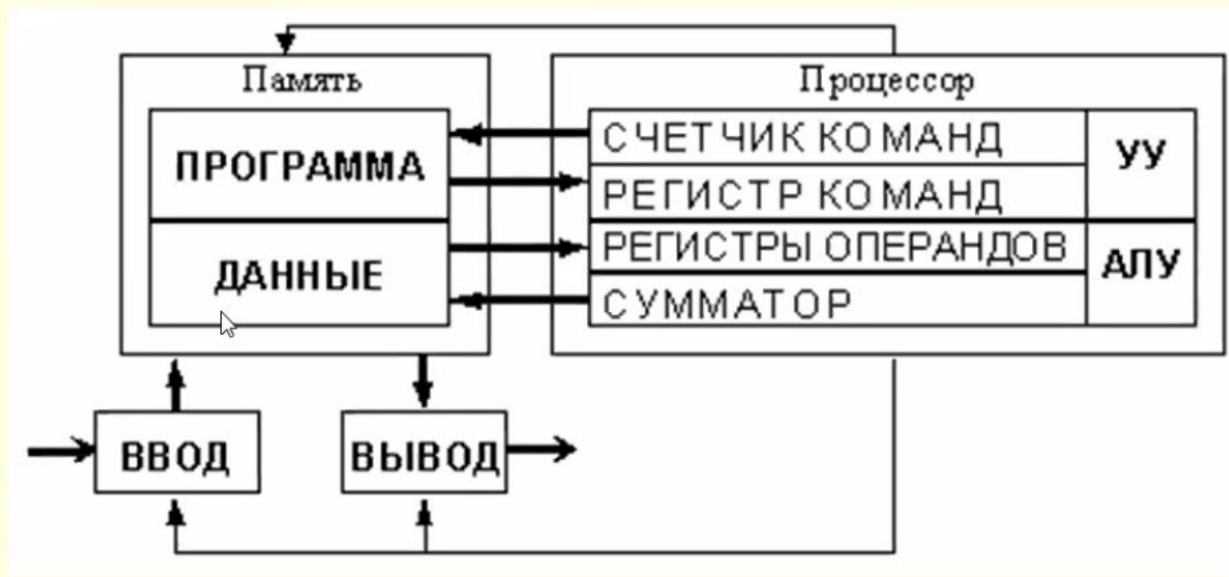 Память
Процессор
ПРОГРАММА
ДАННЫЕ
СЧЕТЧИК КОМАНД
РЕГИСТР КОМАНД
УУ
РЕГИСТРЫ ОПЕРАНДОВ
СУММАТОР
АЛУ
ВВОД
ВЫВОД